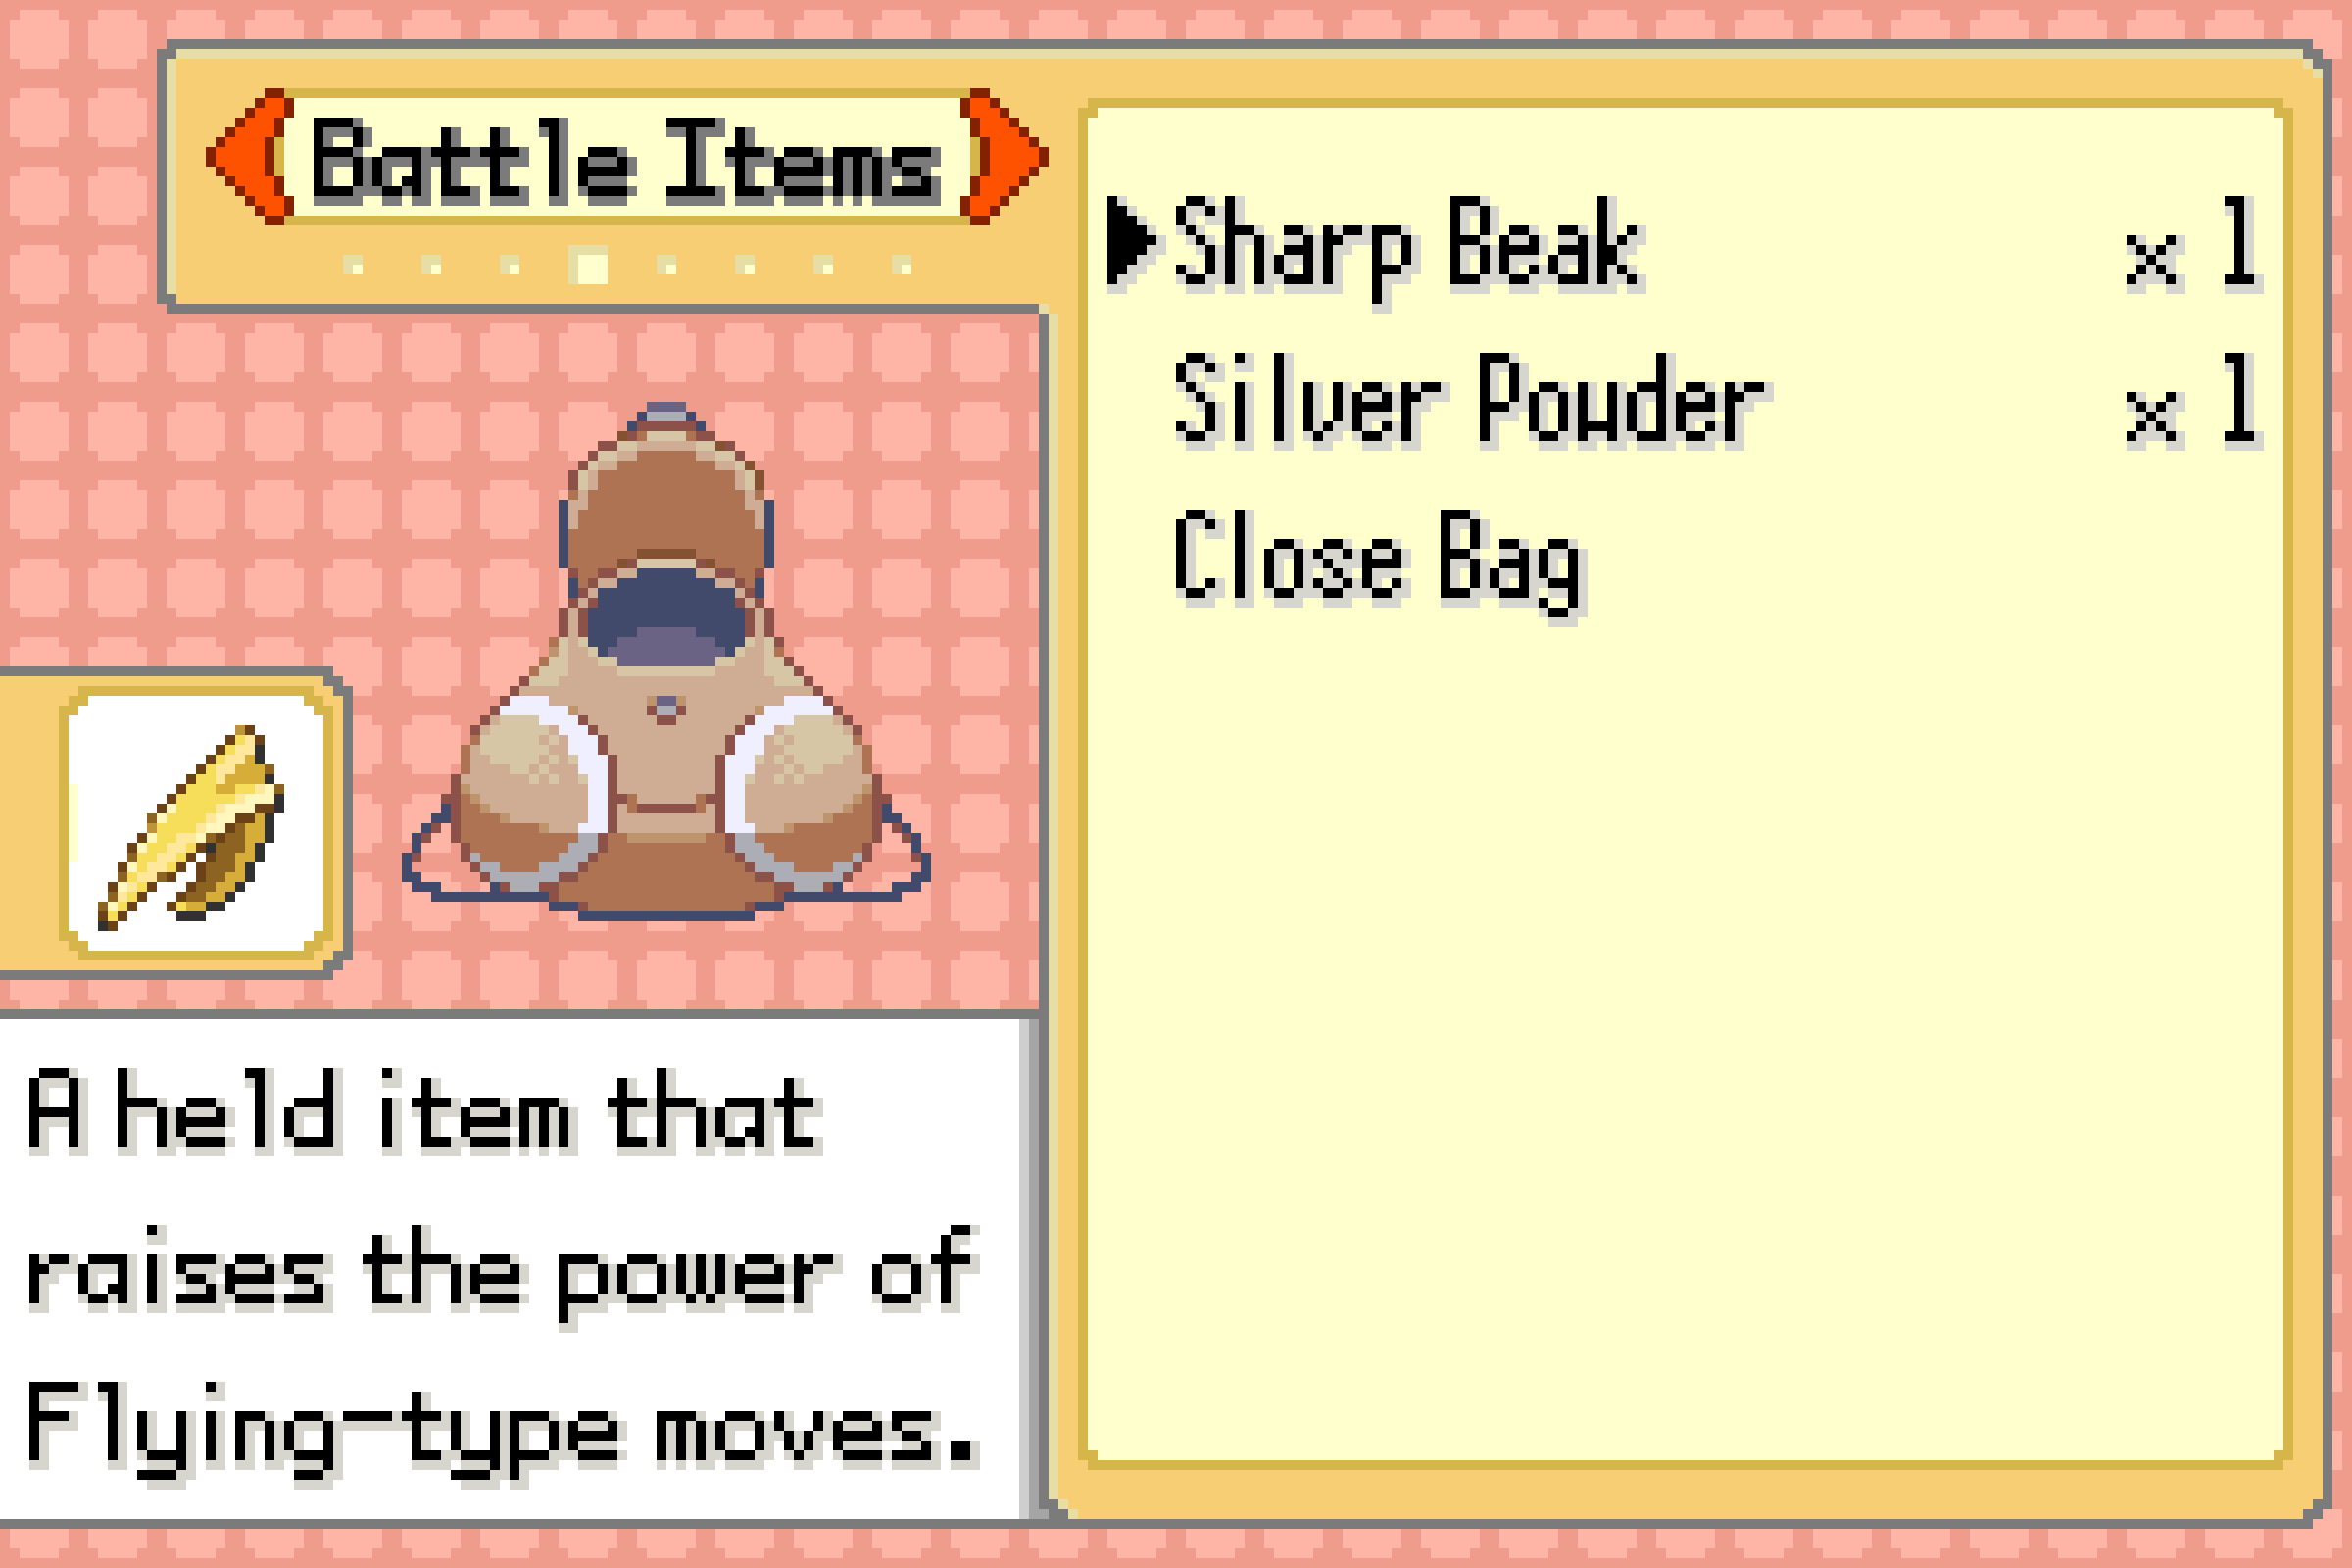 Battle Items
Sharp Beak x 1
Silver Powder x 1
Close Bag
A held item that
raises the power of
Flying-type moves.